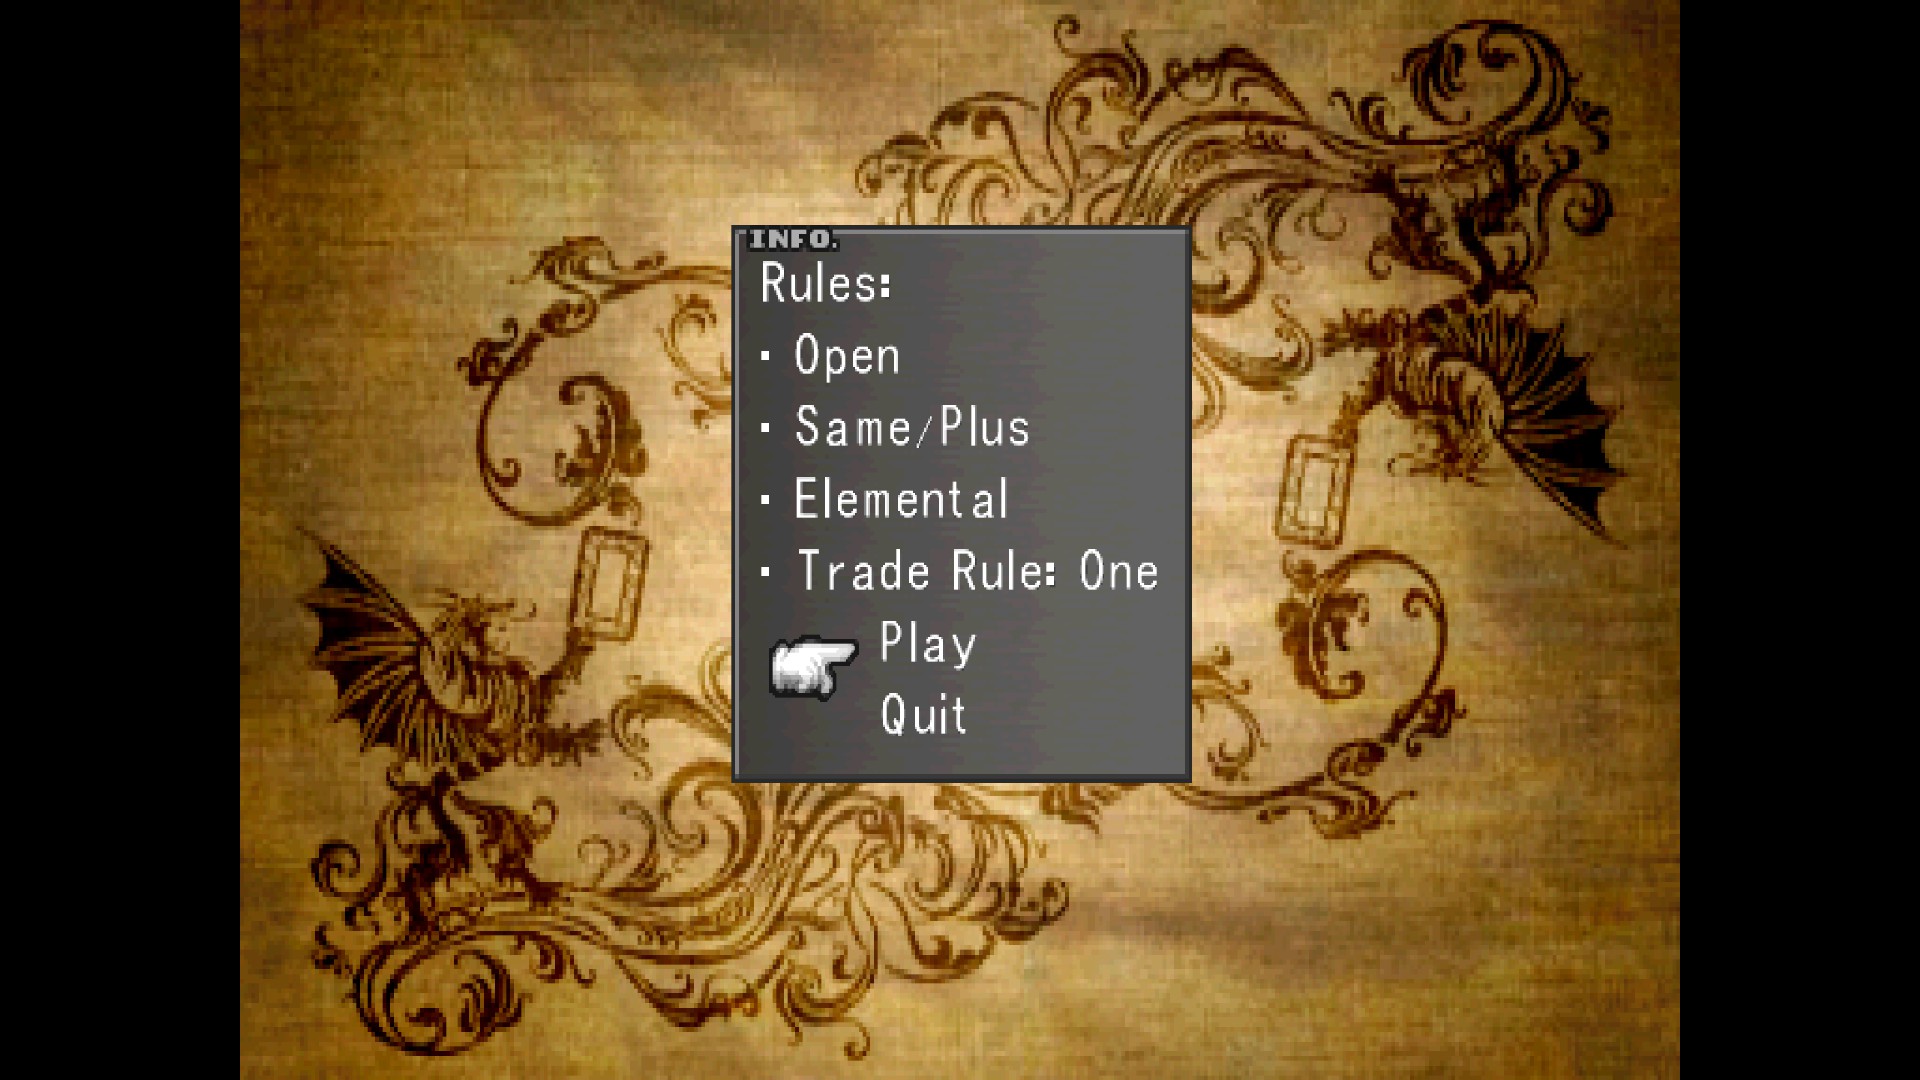 INFO.
Rules:
· Open
· Same/Plus
· Elemental
· Trade Rule: One
Play
Quit